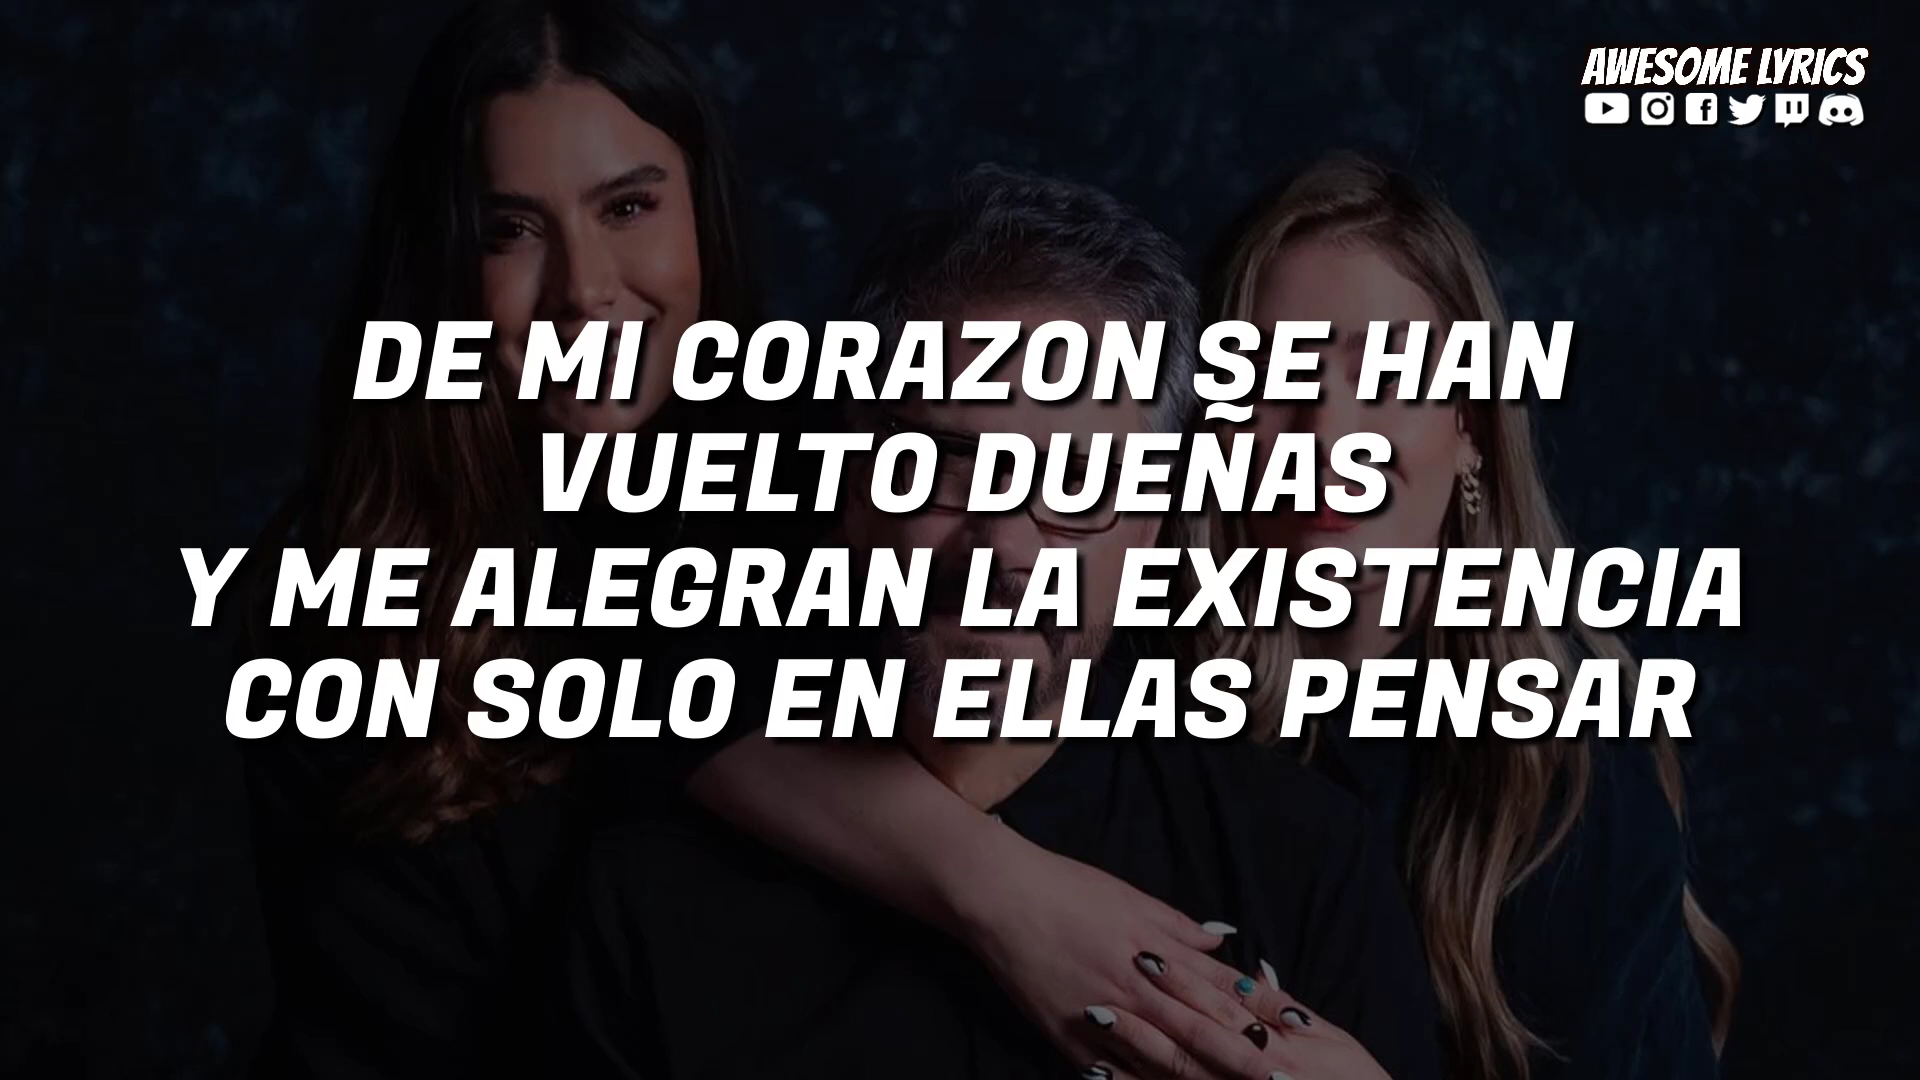 AWESOME LYRICS
DE MI CORAZON SE HAN
VUELTO DUEÑAS
Y ME ALEGRAN LA EXISTENCIA
CON SOLO EN ELLAS PENSAR